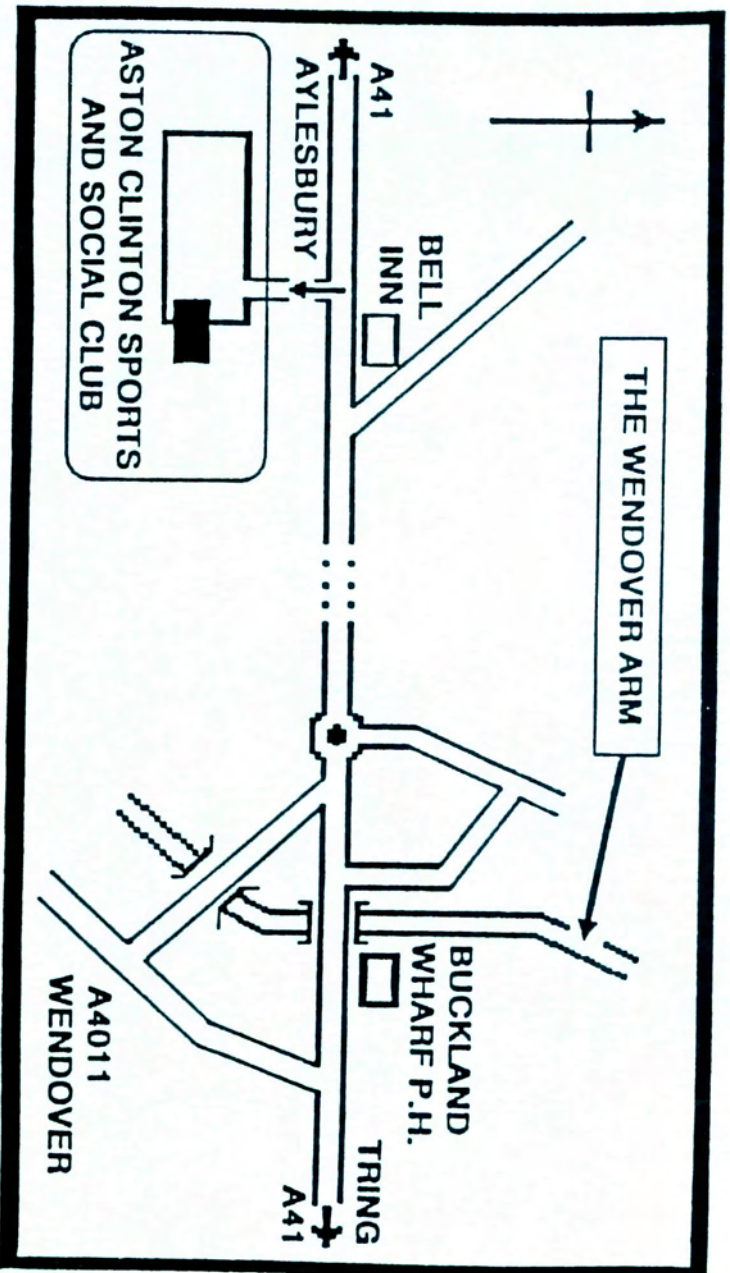 THE WENDOVER ARM
BELL
INN
BUCKLAND
WHARF P.H.
A41
TRING
AYLESBURY
A41
ASTON CLINTON SPORTS
AND SOCIAL CLUB
A4011
WENDOVER